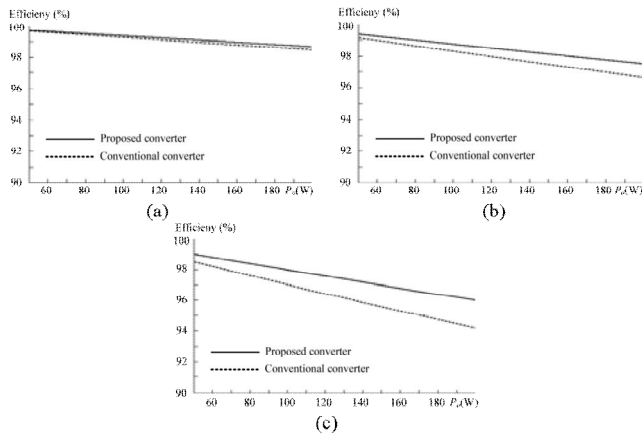 Efficieny (%)
100
98
96
94
92
90
Proposed converter
Conventional converter
60 80 100 120 140 160 180 Pₒ(W)
(a)
Efficieny (%)
100
98
96
94
92
90
Proposed converter
Conventional converter
60 80 100 120 140 160 180 Pₒ(W)
(b)
Efficieny (%)
100
98
96
94
92
90
Proposed converter
Conventional converter
60 80 100 120 140 160 180 Pₒ(W)
(c)